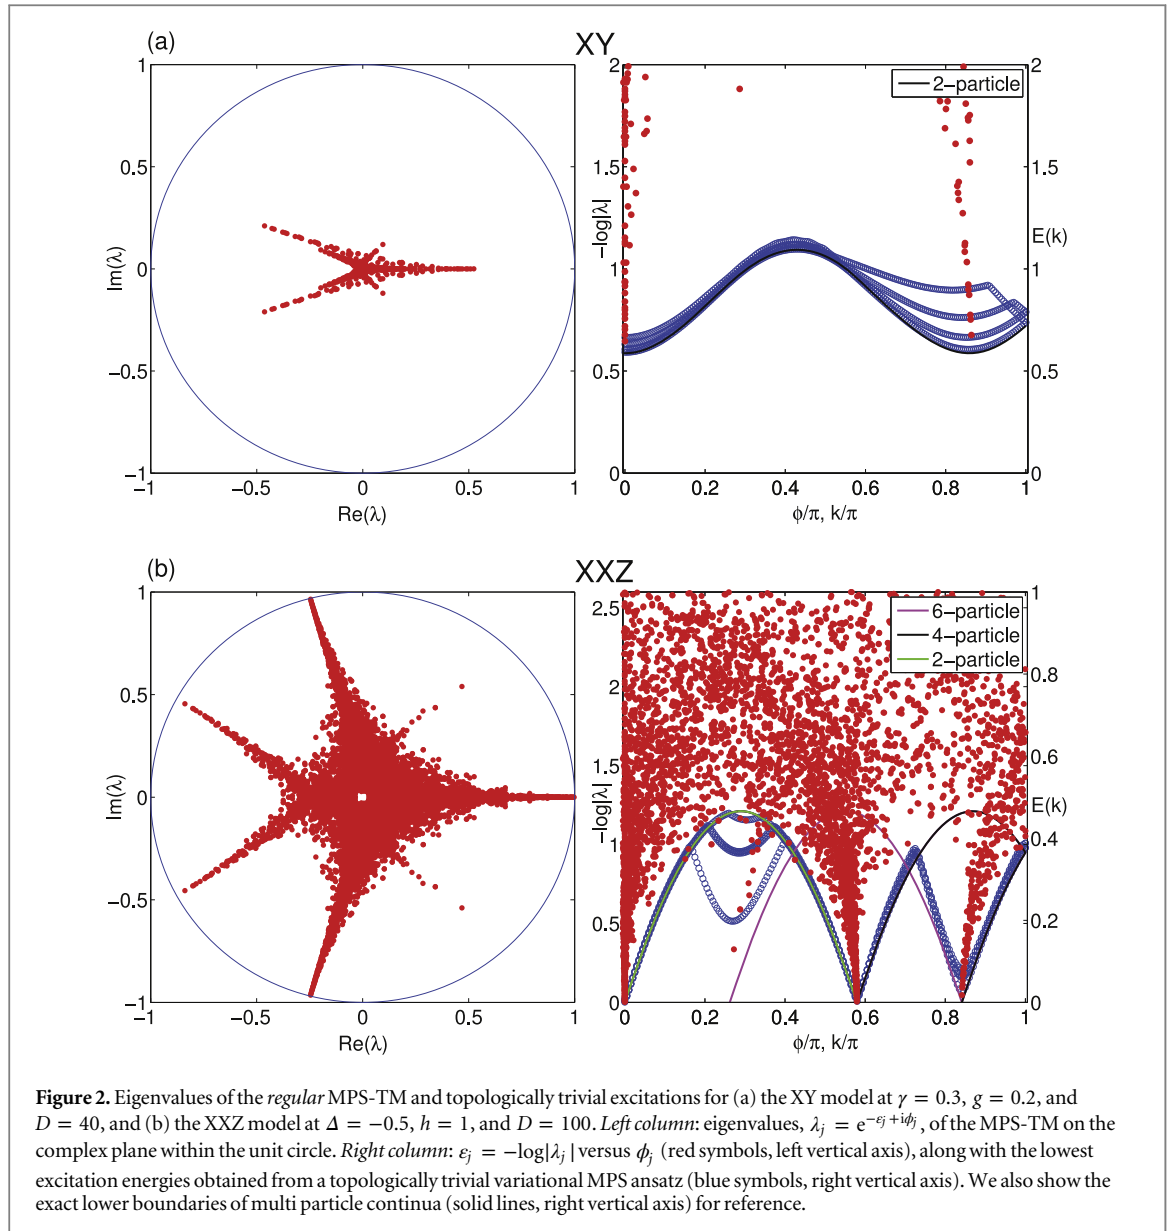 (a)
XY
1
0.5
0
−0.5
−1
Im(λ)
−1
−0.5
0
0.5
1
Re(λ)
2
1.5
1
0.5
0
−log|λ|
2−particle
2
1.5
1
0.5
0
E(k)
0
0.2
0.4
0.6
0.8
1
ϕ/π, k/π
(b)
XXZ
1
0.5
0
−0.5
−1
Im(λ)
−1
−0.5
0
0.5
1
Re(λ)
2.5
2
1.5
1
0.5
0
−log|λ|
6−particle
4−particle
2−particle
1
0.8
0.6
0.4
0.2
0
E(k)
0
0.2
0.4
0.6
0.8
1
ϕ/π, k/π
Figure 2. Eigenvalues of the regular MPS-TM and topologically trivial excitations for (a) the XY model at γ = 0.3, g = 0.2, and
D = 40, and (b) the XXZ model at Δ = −0.5, h = 1, and D = 100. Left column: eigenvalues, λⱼ = e^{−εⱼ+iϕⱼ}, of the MPS-TM on the
complex plane within the unit circle. Right column: εⱼ = −log|λⱼ| versus ϕⱼ (red symbols, left vertical axis), along with the lowest
excitation energies obtained from a topologically trivial variational MPS ansatz (blue symbols, right vertical axis). We also show the
exact lower boundaries of multi particle continua (solid lines, right vertical axis) for reference.